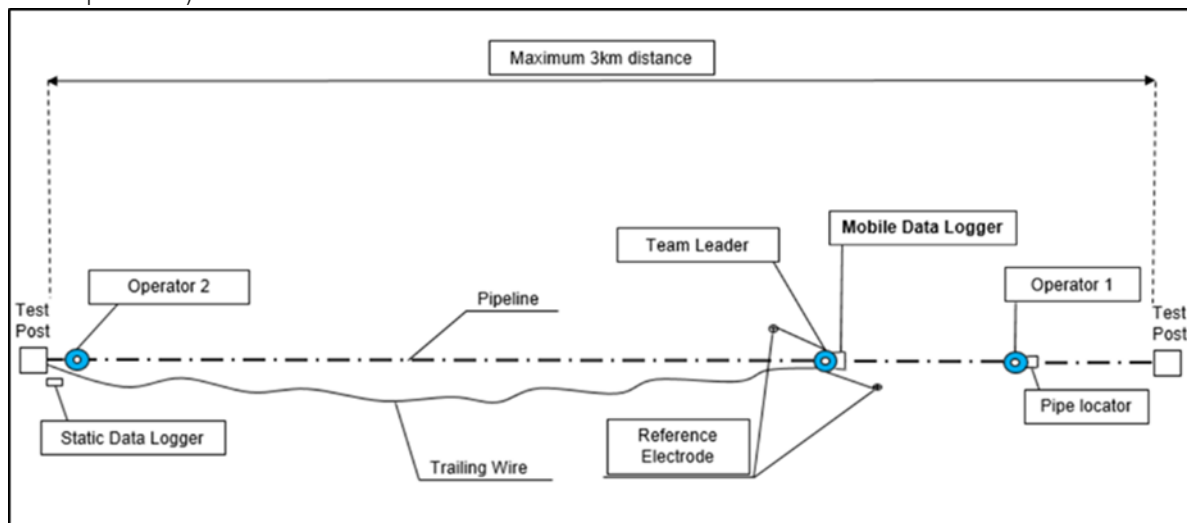 Maximum 3km distance
Team Leader
Mobile Data Logger
Operator 2
Operator 1
Pipeline
Test
Post
Test
Post
Static Data Logger
Trailing Wire
Reference
Electrode
Pipe locator